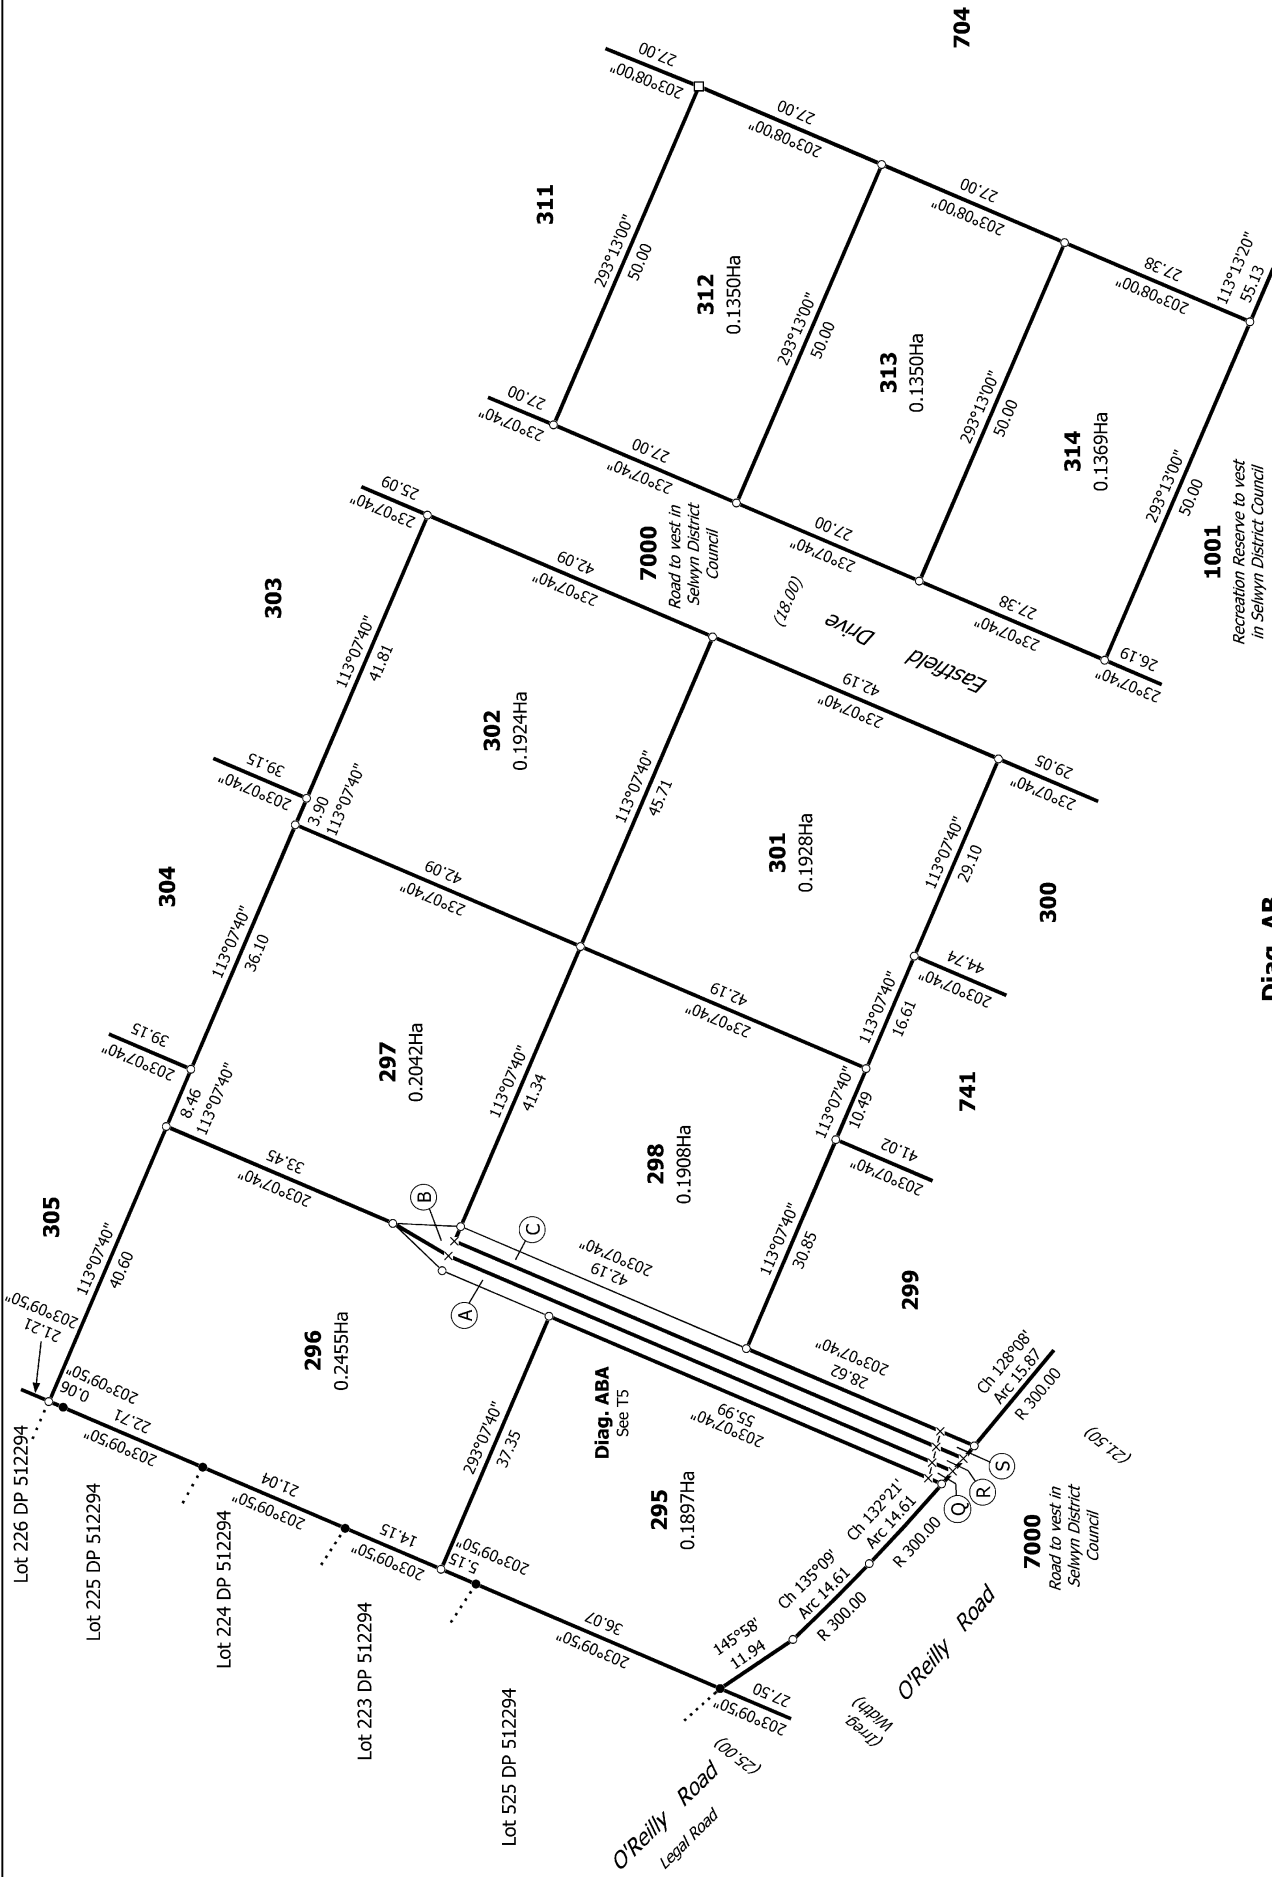 704
27.00
203°08'00"
311
293°13'00"
50.00
27.00
203°08'00"
312
0.1350Ha
27.00
23°07'40"
27.00
23°07'40"
293°13'00"
50.00
27.00
203°08'00"
313
0.1350Ha
27.00
23°07'40"
293°13'00"
50.00
27.38
203°08'00"
314
0.1369Ha
27.38
23°07'40"
293°13'00"
50.00
113°13'20"
55.13
26.19
23°07'40"
1001
Recreation Reserve to vest
in Selwyn District Council
7000
Road to vest in
Selwyn District
Council
(18.00)
Eastfield Drive
303
25.09
23°07'40"
113°07'40"
41.81
42.09
23°07'40"
302
0.1924Ha
39.15
203°07'40"
3.90
113°07'40"
113°07'40"
45.71
42.19
23°07'40"
301
0.1928Ha
29.05
23°07'40"
113°07'40"
29.10
300
304
113°07'40"
36.10
42.09
23°07'40"
297
0.2042Ha
39.15
203°07'40"
8.46
113°07'40"
113°07'40"
41.34
42.19
23°07'40"
298
0.1908Ha
113°07'40"
16.61
44.74
203°07'40"
741
113°07'40"
10.49
41.02
203°07'40"
113°07'40"
30.85
299
305
113°07'40"
40.60
33.45
203°07'40"
B
C
A
42.19
203°07'40"
296
0.2455Ha
203°09'50"
21.21
0.06
203°09'50"
22.71
203°09'50"
21.04
203°09'50"
14.15
203°09'50"
293°07'40"
37.35
Diag. ABA
See T5
55.99
203°07'40"
28.62
203°07'40"
5.15
203°09'50"
295
0.1897Ha
36.07
203°09'50"
145°58'
11.94
Ch 135°09'
Arc 14.61
R 300.00
Ch 132°21'
Arc 14.61
R 300.00
Q
R
S
Ch 128°08'
Arc 15.87
R 300.00
(21.50)
7000
Road to vest in
Selwyn District
Council
27.50
203°09'50"
(25.00)
(Irreg.
Width)
O'Reilly Road
O'Reilly Road
Legal Road
Lot 226 DP 512294
Lot 225 DP 512294
Lot 224 DP 512294
Lot 223 DP 512294
Lot 525 DP 512294
Diag. AB